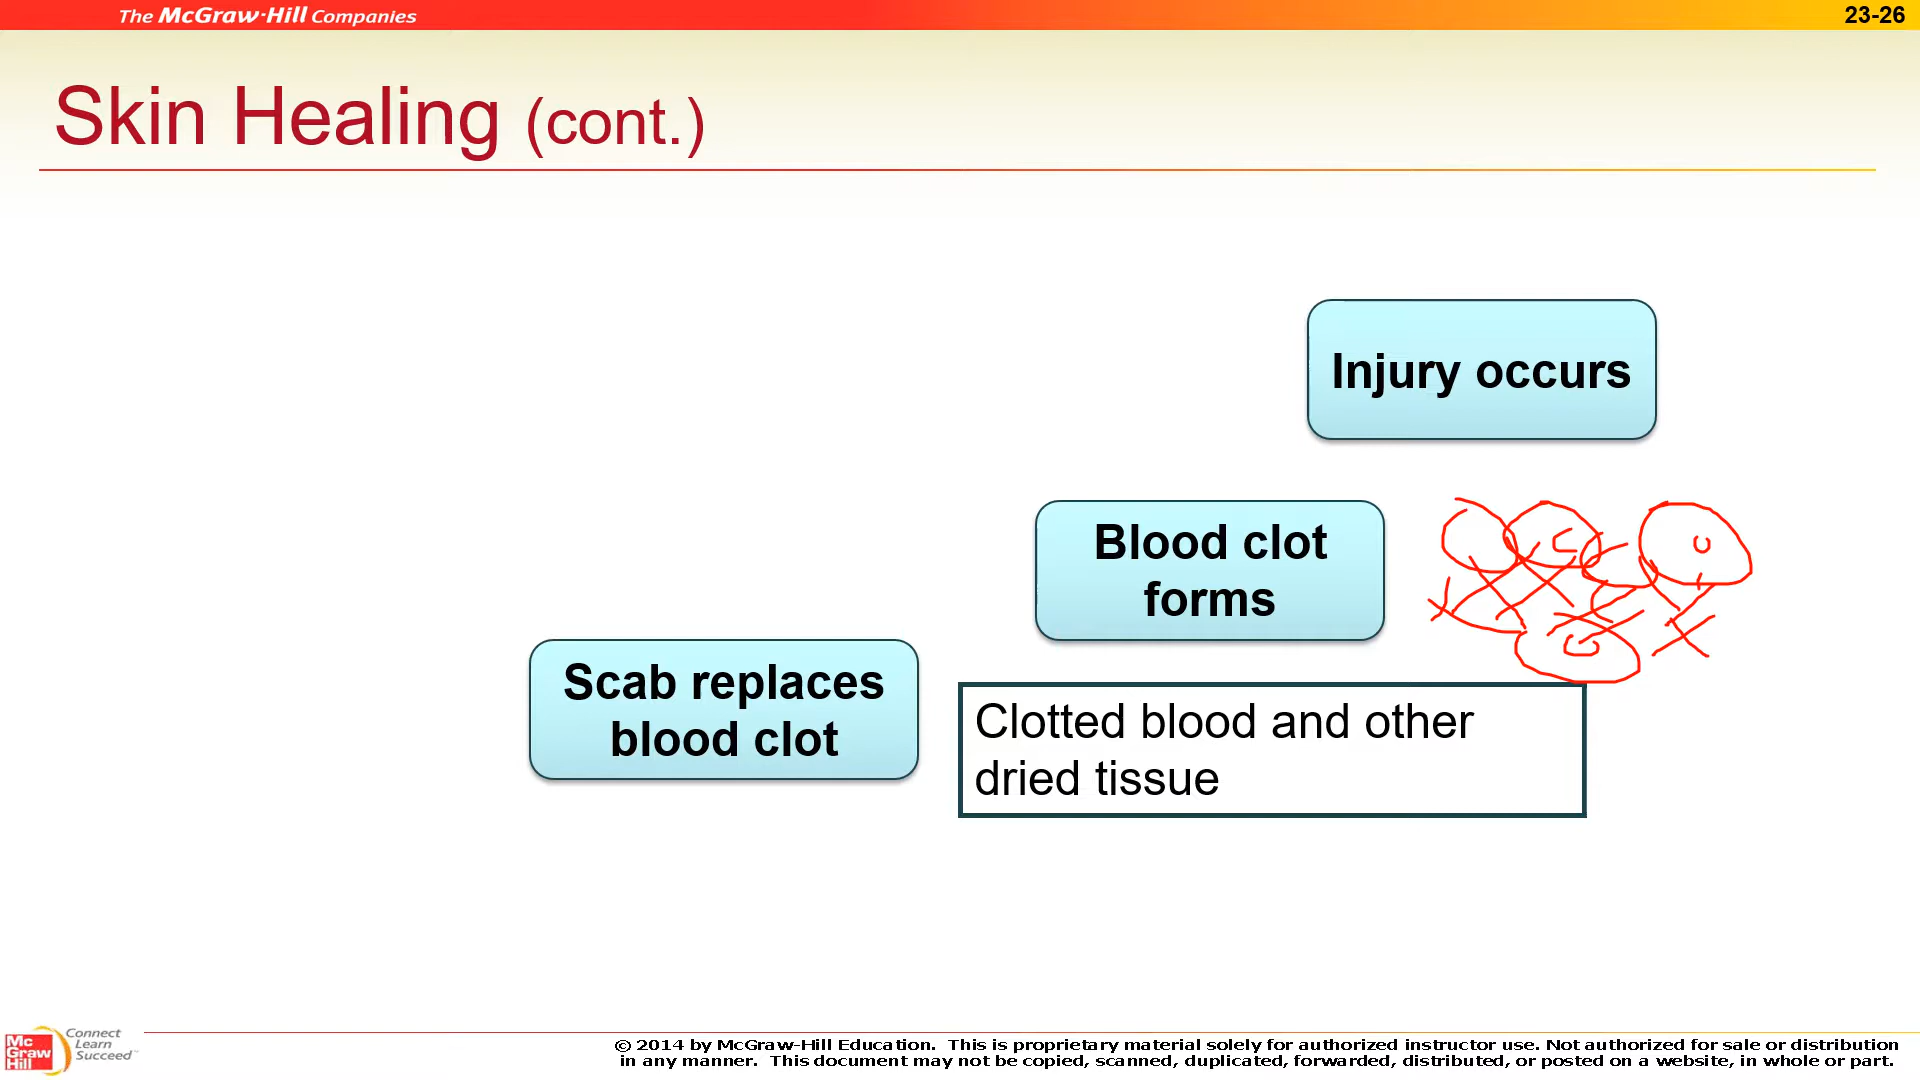 The McGraw-Hill Companies
23-26
Skin Healing (cont.)
Injury occurs
Blood clot
forms
Scab replaces
blood clot
Clotted blood and other
dried tissue
Mc
Graw
Hill
Connect
Learn
Succeed™
© 2014 by McGraw-Hill Education. This is proprietary material solely for authorized instructor use. Not authorized for sale or distribution
in any manner. This document may not be copied, scanned, duplicated, forwarded, distributed, or posted on a website, in whole or part.